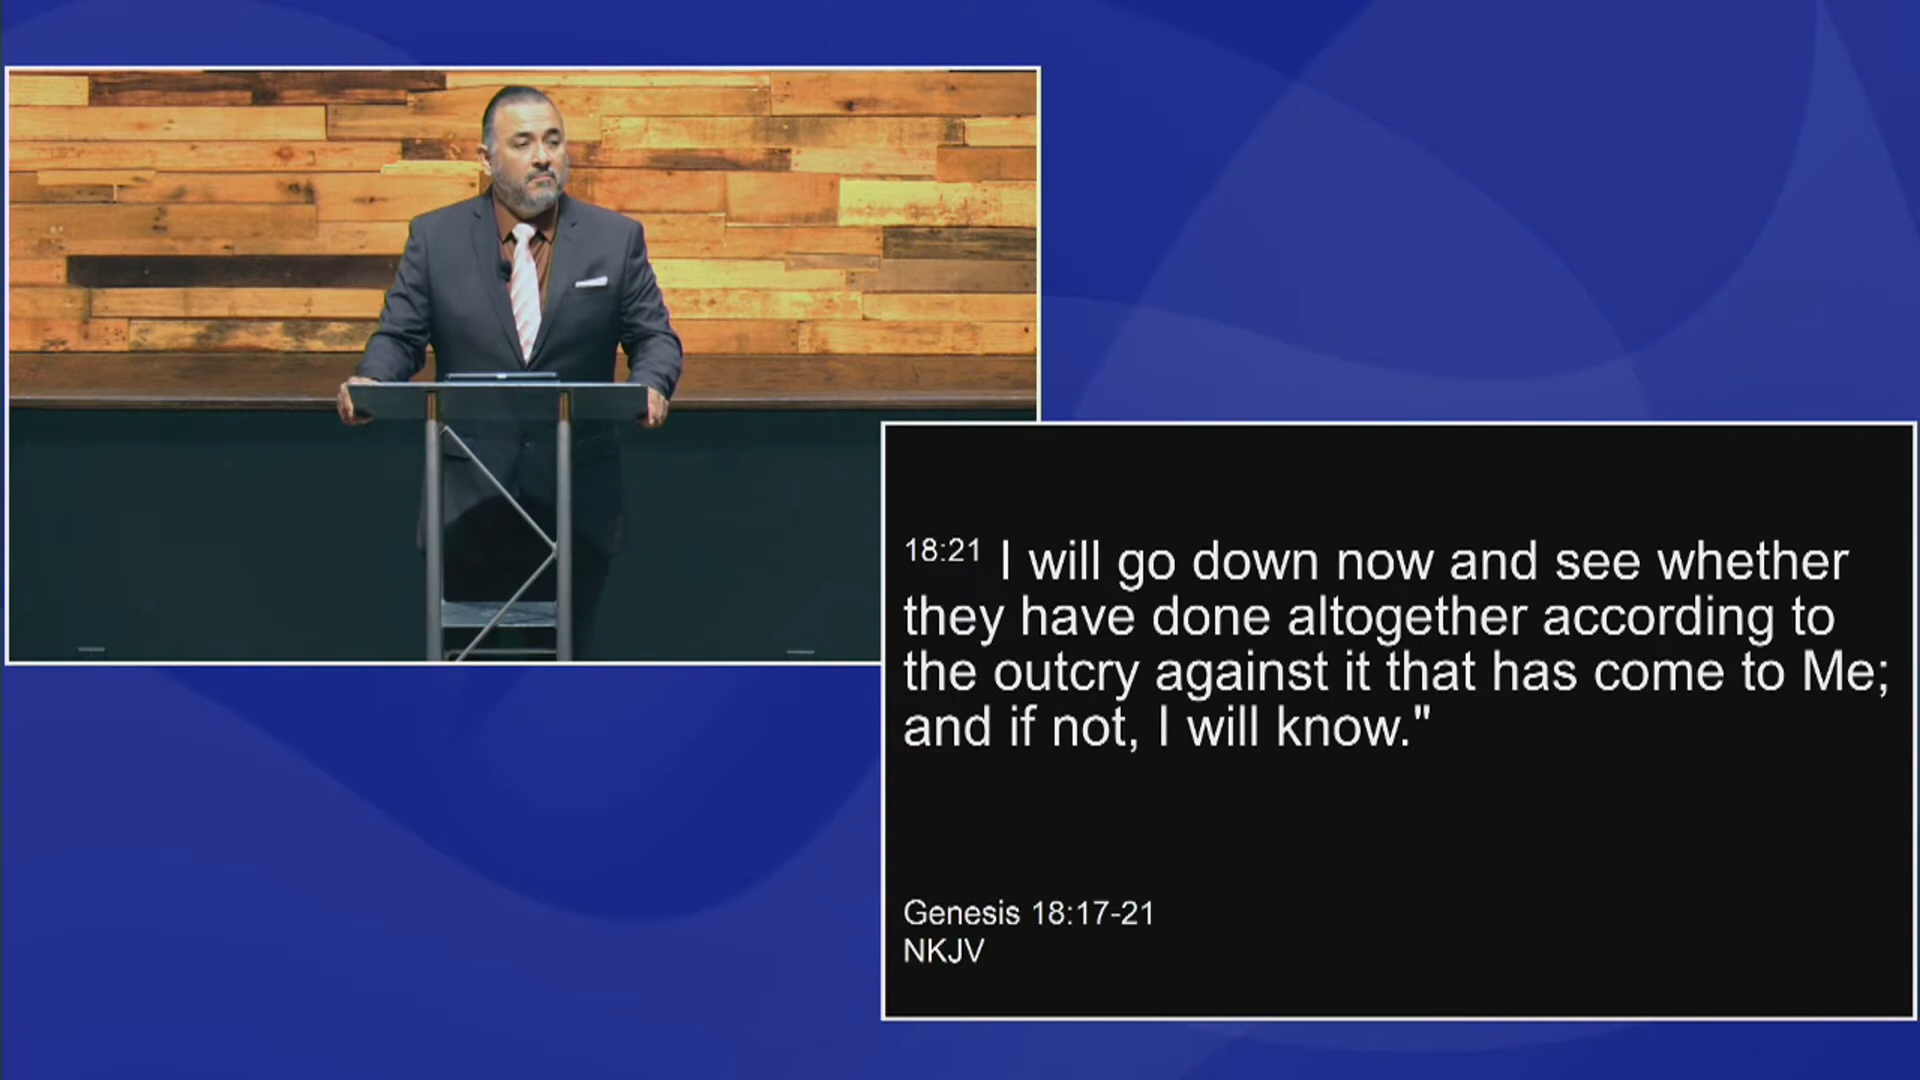 18:21 I will go down now and see whether
they have done altogether according to
the outcry against it that has come to Me;
and if not, I will know."
Genesis 18:17-21
NKJV